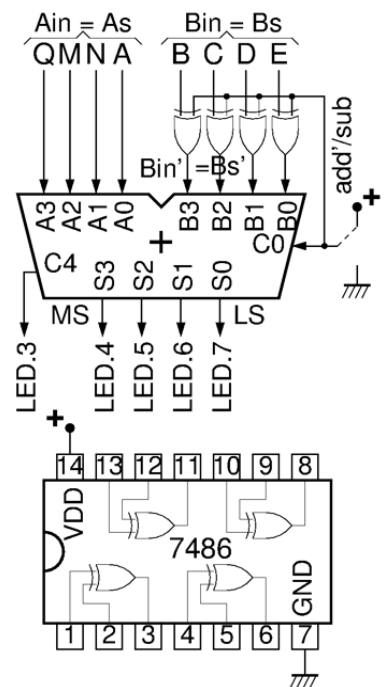 Ain = As Bin = Bs
Q M N A B C D E
Bin' =Bs'
add'/sub
A3 A2 A1 A0 B3 B2 B1 B0
+
+
C0
C4
S3 S2 S1 S0
MS LS
LED.3 LED.4 LED.5 LED.6 LED.7
+
14 13 12 11 10 9 8
VDD
7486
GND
1 2 3 4 5 6 7